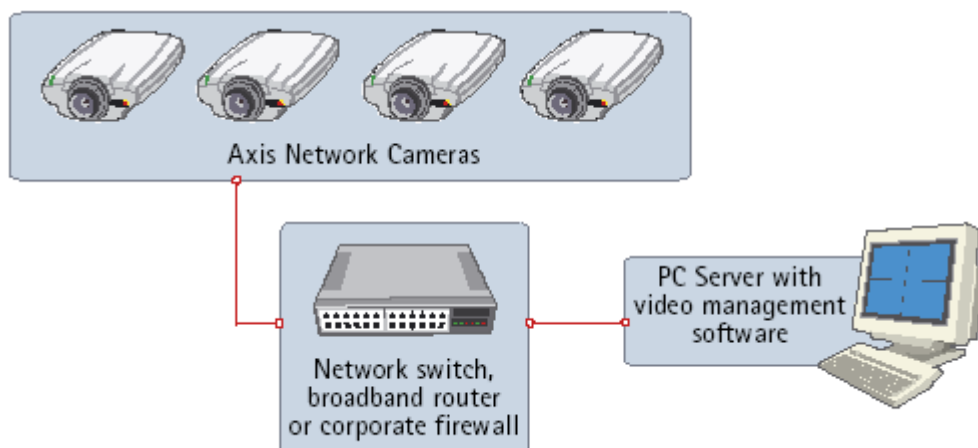 Axis Network Cameras
PC Server with
video management
software
Network switch,
broadband router
or corporate firewall